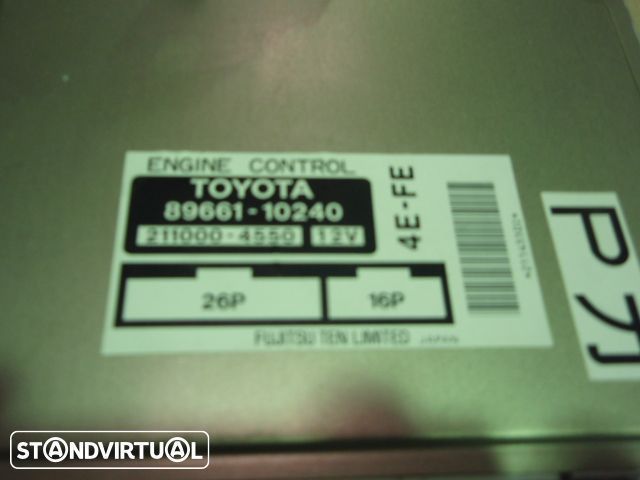 ENGINE CONTROL
TOYOTA
89661-10240
211000-4550 12V
4E-FE
26P 16P
FUJITSU TEN LIMITED JAPAN
STANDVIRTUAL